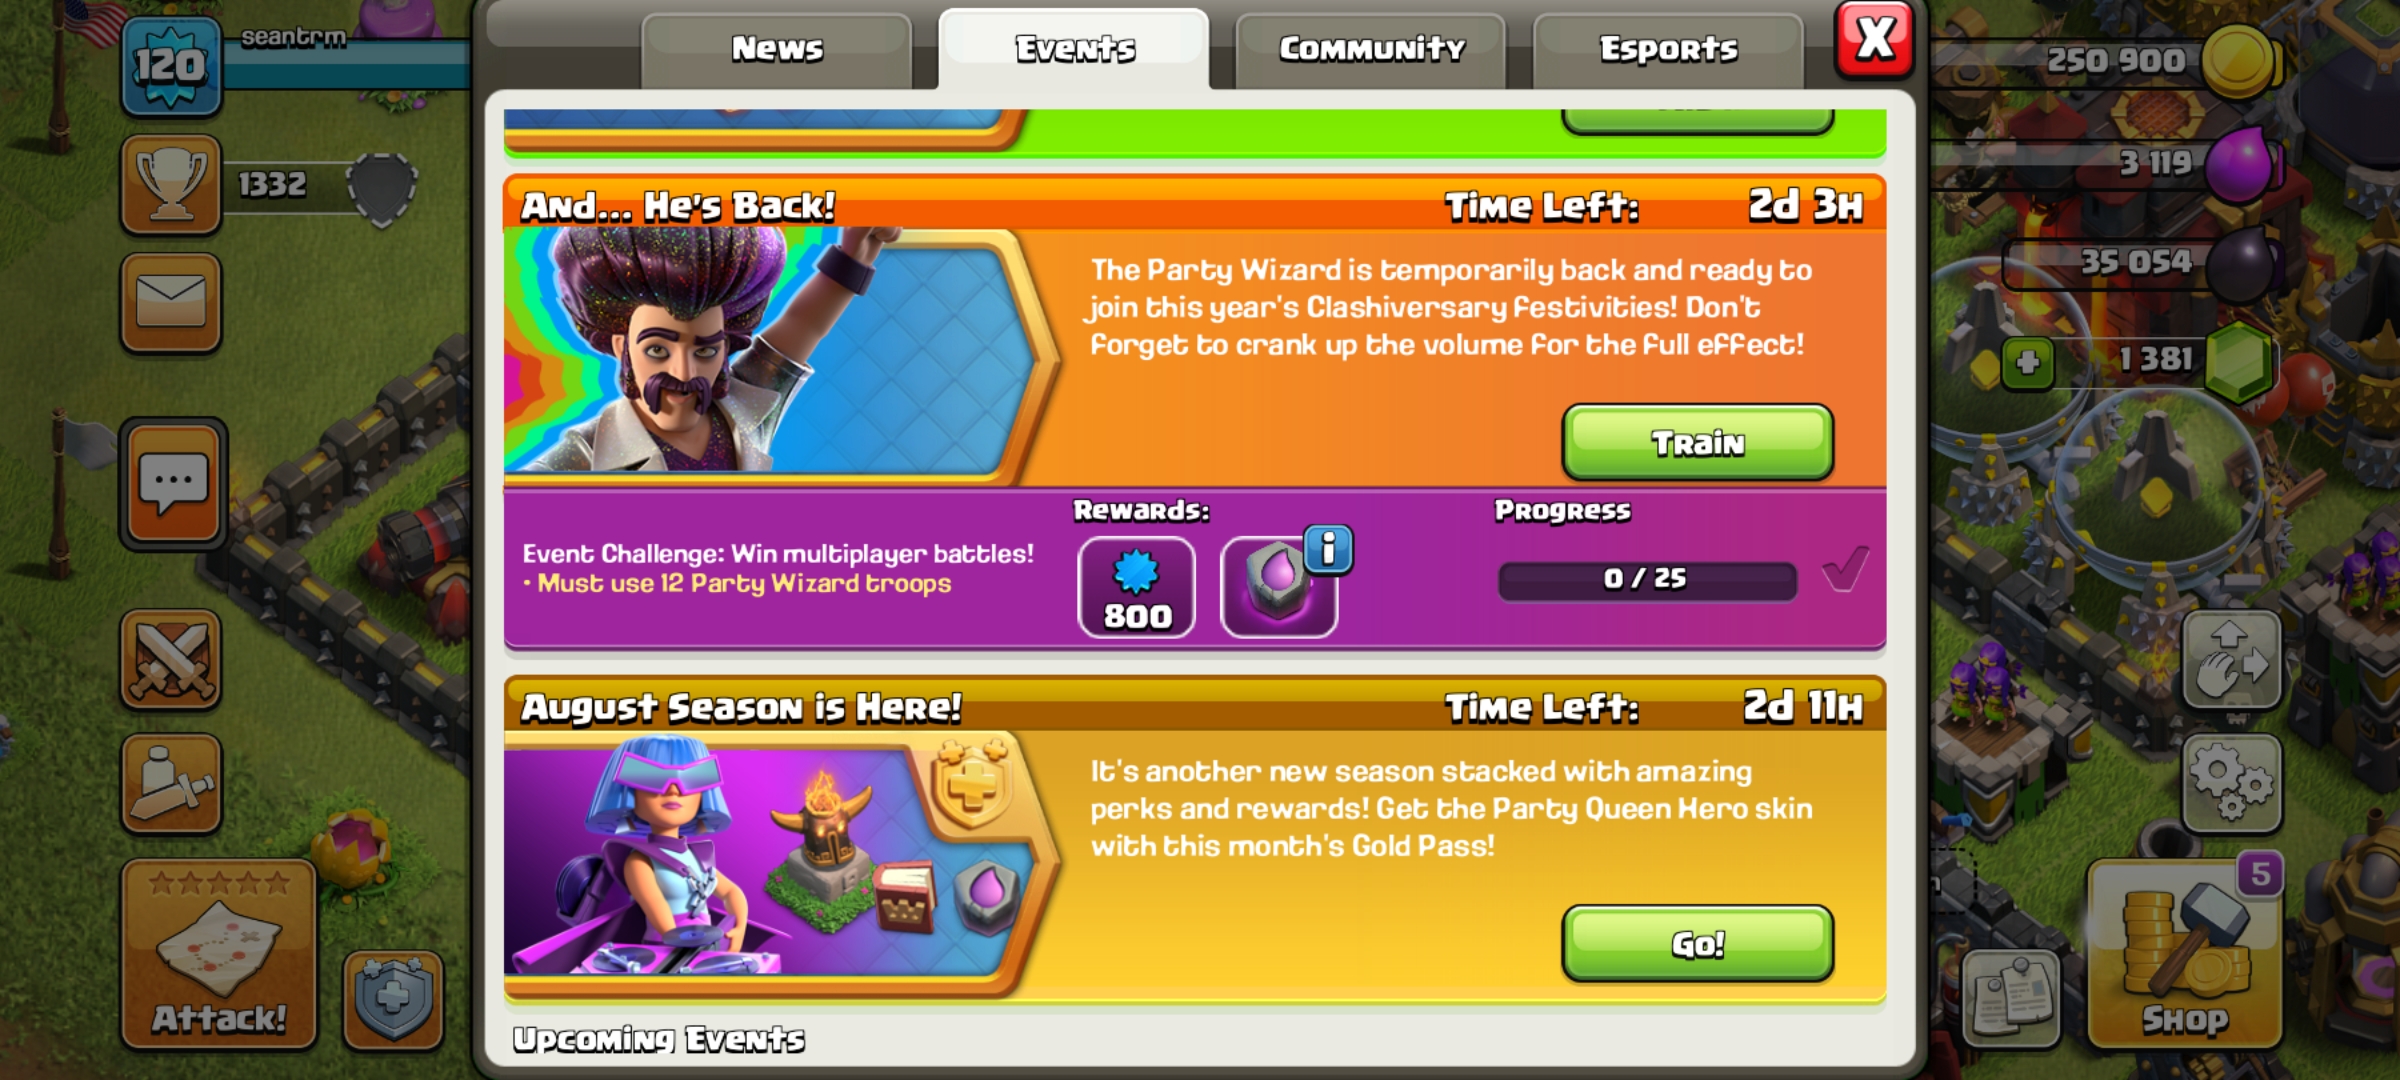 120
seantrm
1332
News
Events
Community
Esports
X
250 900
3 119
35 054
1 381
And... He's Back!
Time Left:
2d 3H
The Party Wizard is temporarily back and ready to
join this year's Clashiversary festivities! Don't
forget to crank up the volume for the full effect!
Train
Event Challenge: Win multiplayer battles!
• Must use 12 Party Wizard troops
Rewards:
800
i
Progress
0 / 25
August Season is Here!
Time Left:
2d 11H
It's another new season stacked with amazing
perks and rewards! Get the Party Queen Hero skin
with this month's Gold Pass!
Go!
Upcoming Events
Attack!
5
Shop